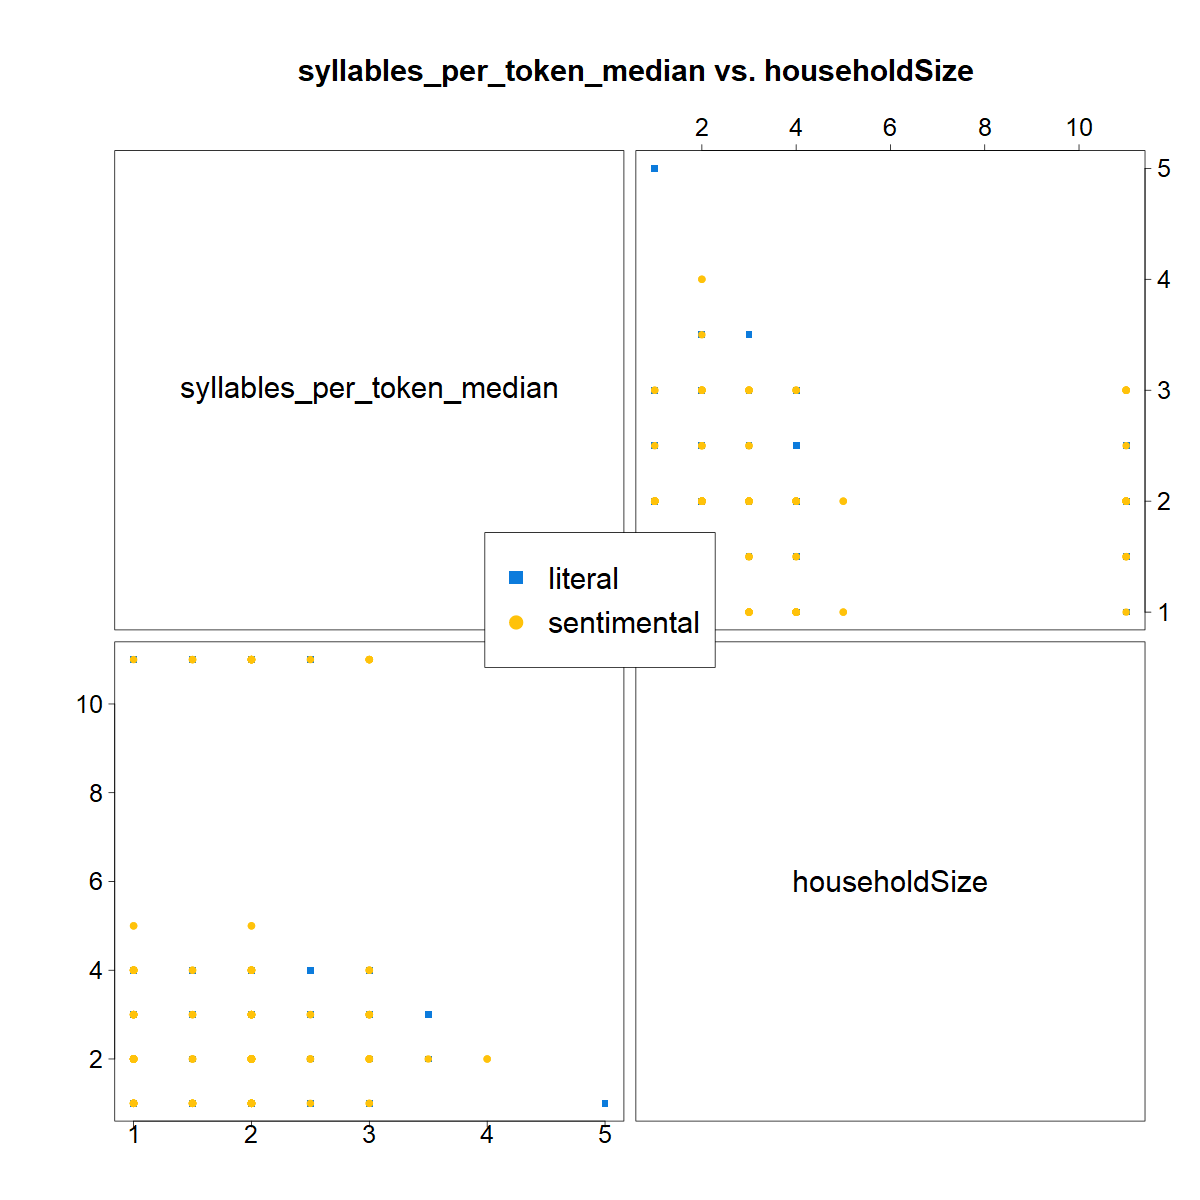 syllables_per_token_median vs. householdSize
2 4 6 8 10
syllables_per_token_median
5
4
3
2
1
literal
sentimental
10
8
6
4
2
householdSize
1 2 3 4 5